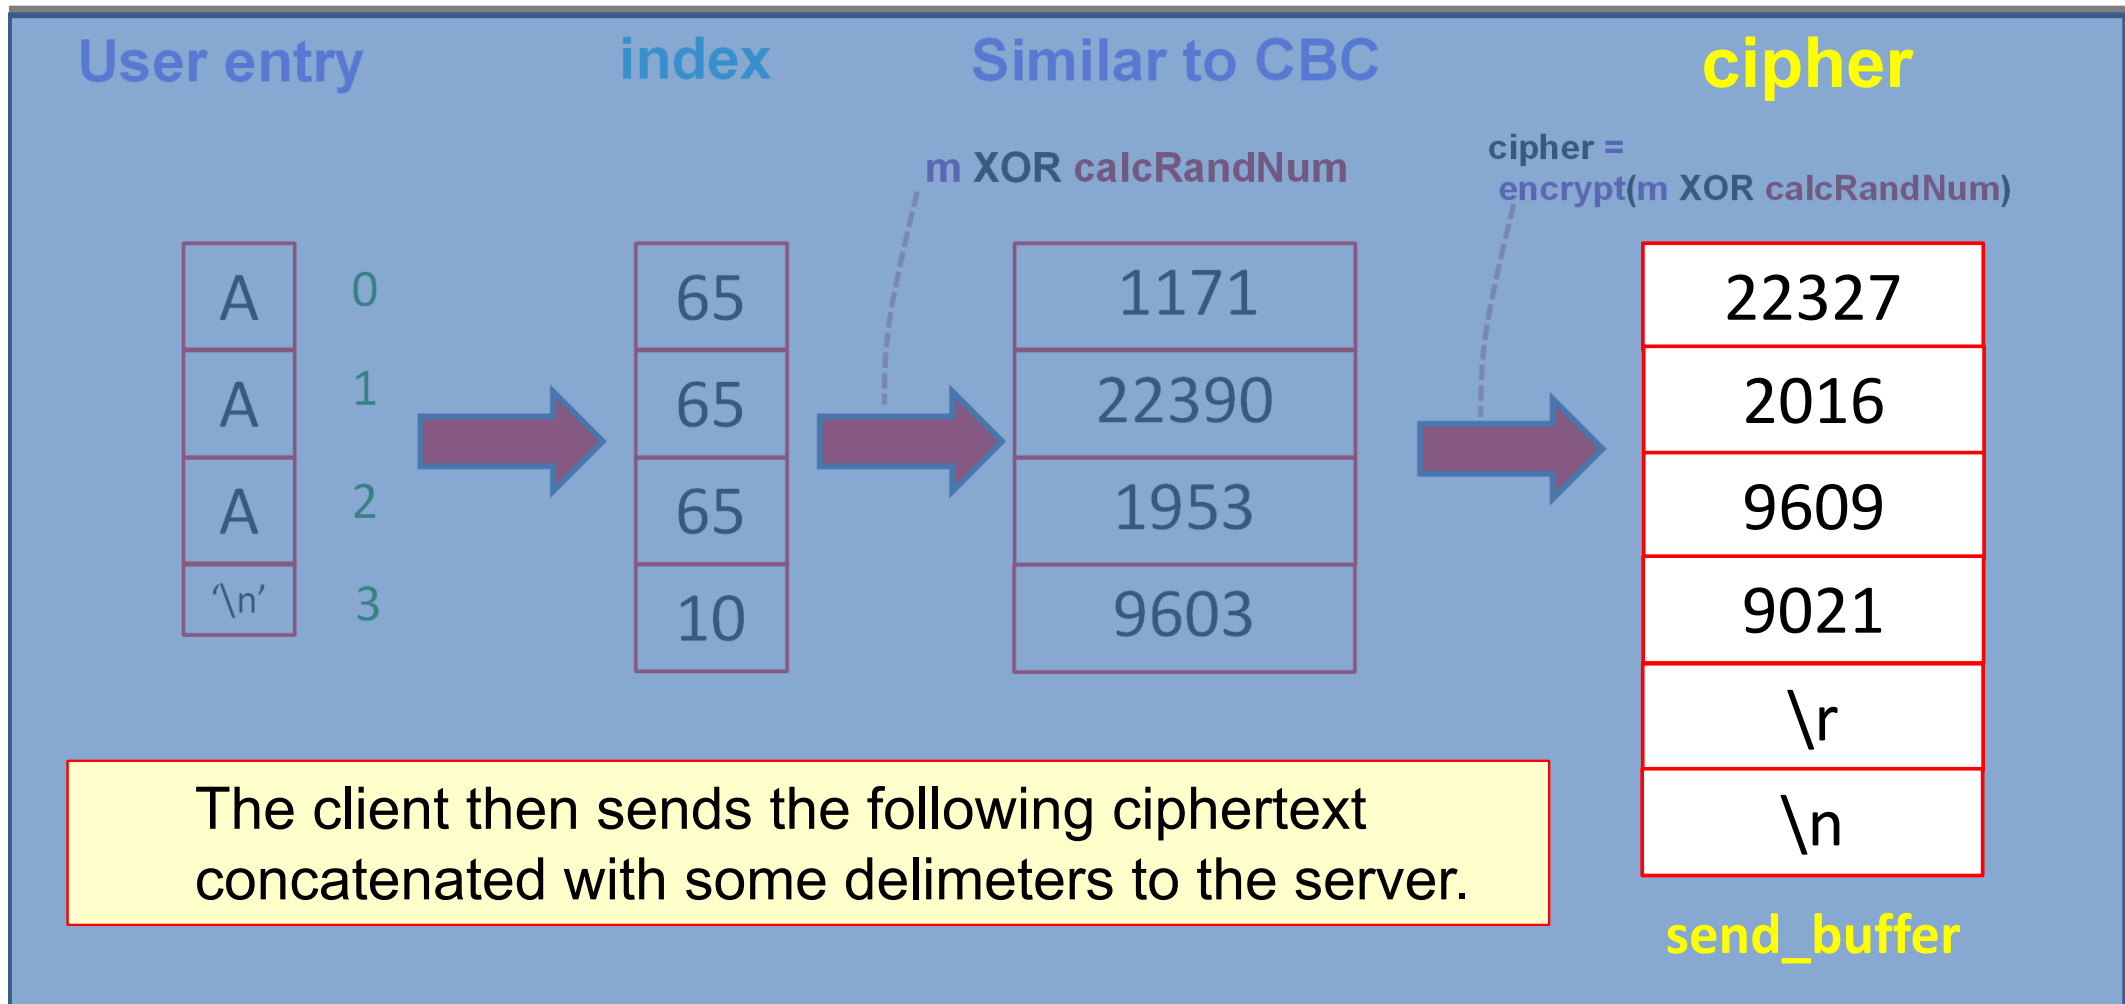 User entry
index
Similar to CBC
cipher
m XOR calcRandNum
cipher =
encrypt(m XOR calcRandNum)
A
0
65
1171
22327
A
1
65
22390
2016
A
2
65
1953
9609
‘\n’
3
10
9603
9021
\r
\n
The client then sends the following ciphertext
concatenated with some delimeters to the server.
send_buffer